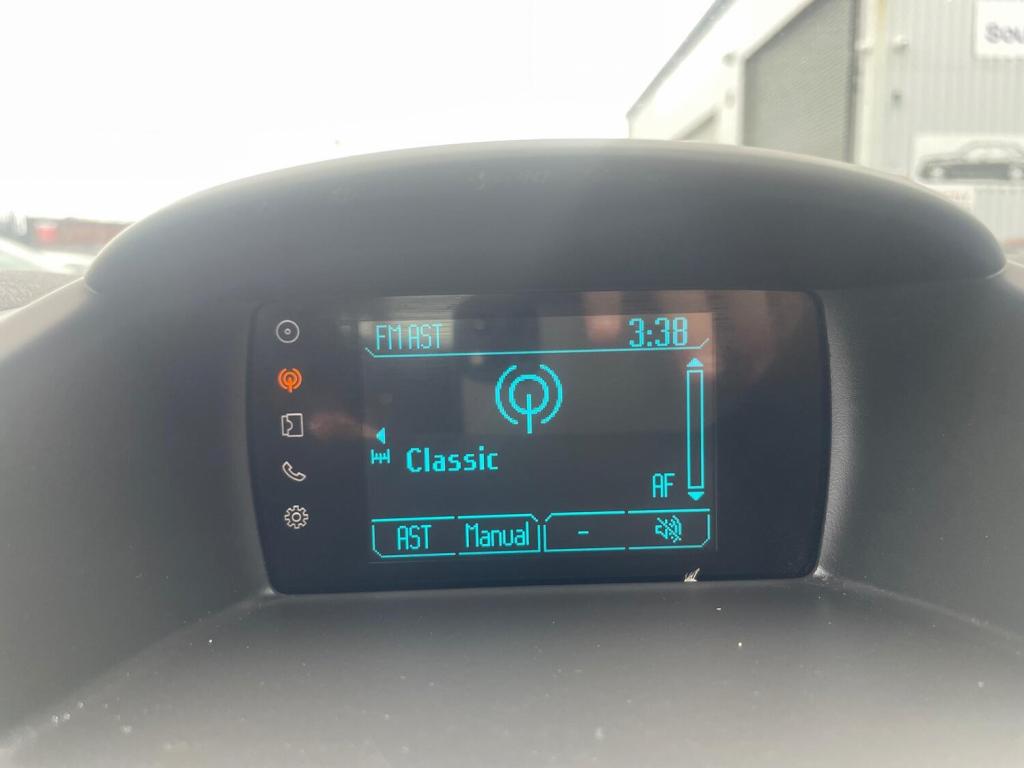 FM AST 3:38
Classic
AF
AST Manual -